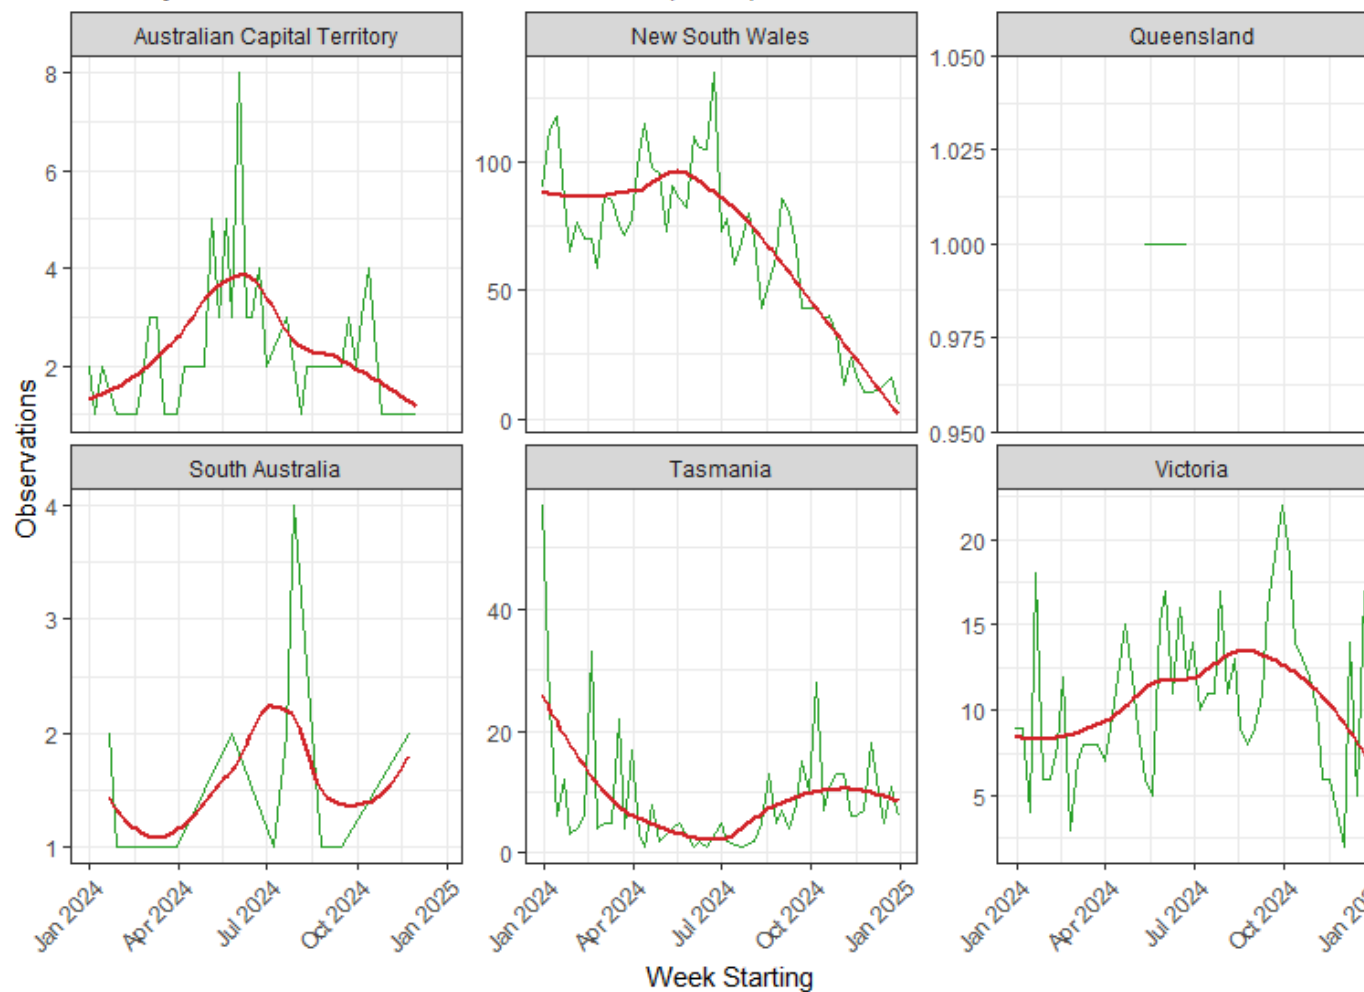 Australian Capital Territory
New South Wales
Queensland
8
6
4
2
100
50
0
1.050
1.025
1.000
0.975
0.950
Observations
South Australia
Tasmania
Victoria
4
3
2
1
40
20
0
20
15
10
5
Jan 2024
Apr 2024
Jul 2024
Oct 2024
Jan 2025
Jan 2024
Apr 2024
Jul 2024
Oct 2024
Jan 2025
Jan 2024
Apr 2024
Jul 2024
Oct 2024
Week Starting